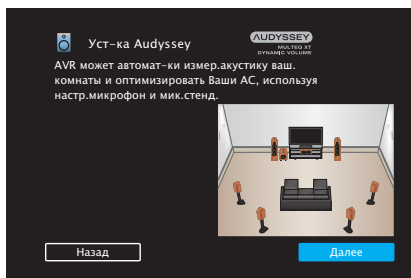 Уст-ка Audyssey
AUDYSSEY
MULTEQ XT
DYNAMIC VOLUME
AVR может автомат-ки измер.акустику ваш.
комнаты и оптимизировать Ваши АС, используя
настр.микрофон и мик.стенд.
Назад
Далее